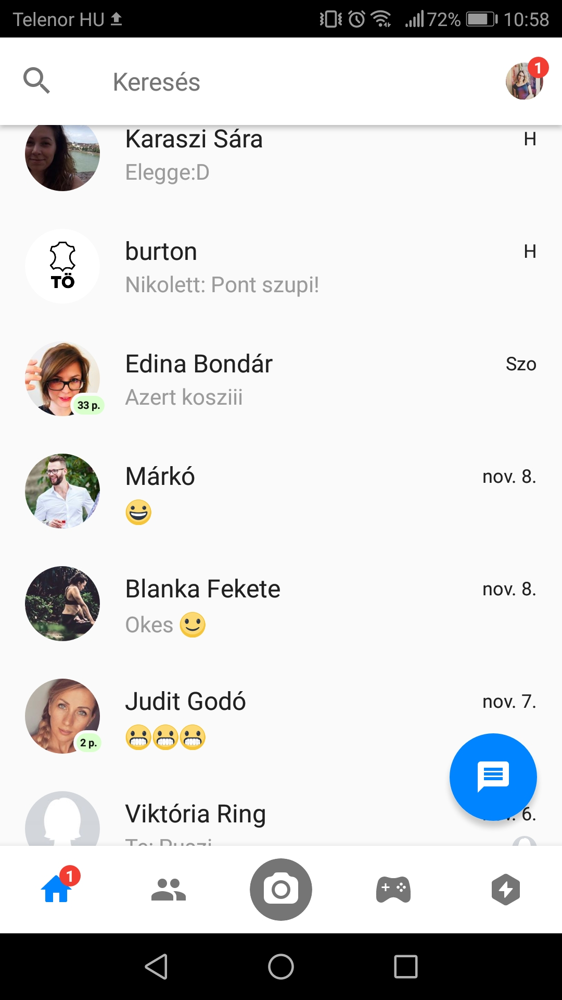 Telenor HU 72% 10:58
Keresés 1
Karaszi Sára H
Elegge:D
TÖ
burton H
Nikolett: Pont szupi!
Edina Bondár Szo
Azert kosziii
33 p.
Márkó nov. 8.
Blanka Fekete nov. 8.
Okes
Judit Godó nov. 7.
2 p.
Viktória Ring 6.
1